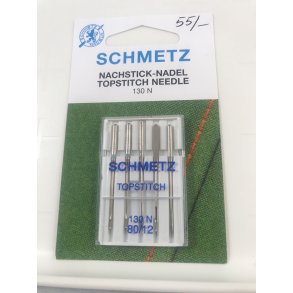 55/-
SCHMETZ
NACHSTICK-NADEL
TOPSTITCH NEEDLE
130 N
SCHMETZ
TOPSTITCH
130 N
80/12